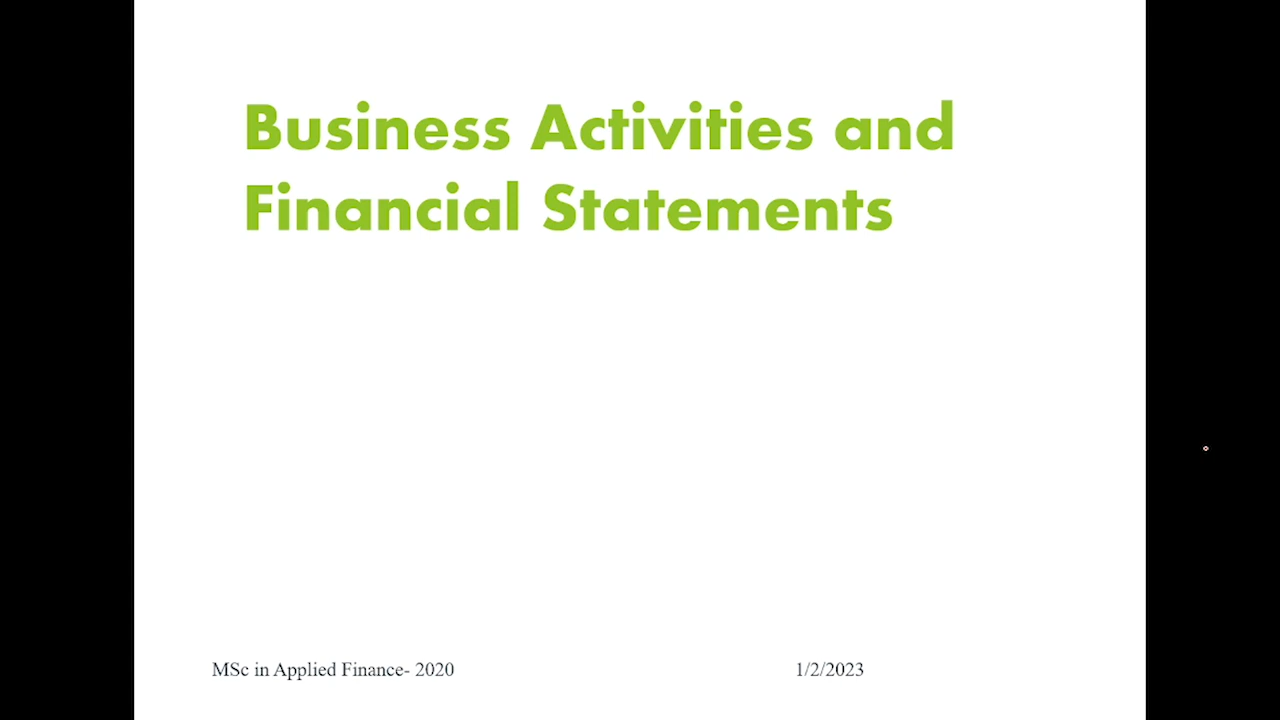 Business Activities and
Financial Statements
MSc in Applied Finance- 2020
1/2/2023